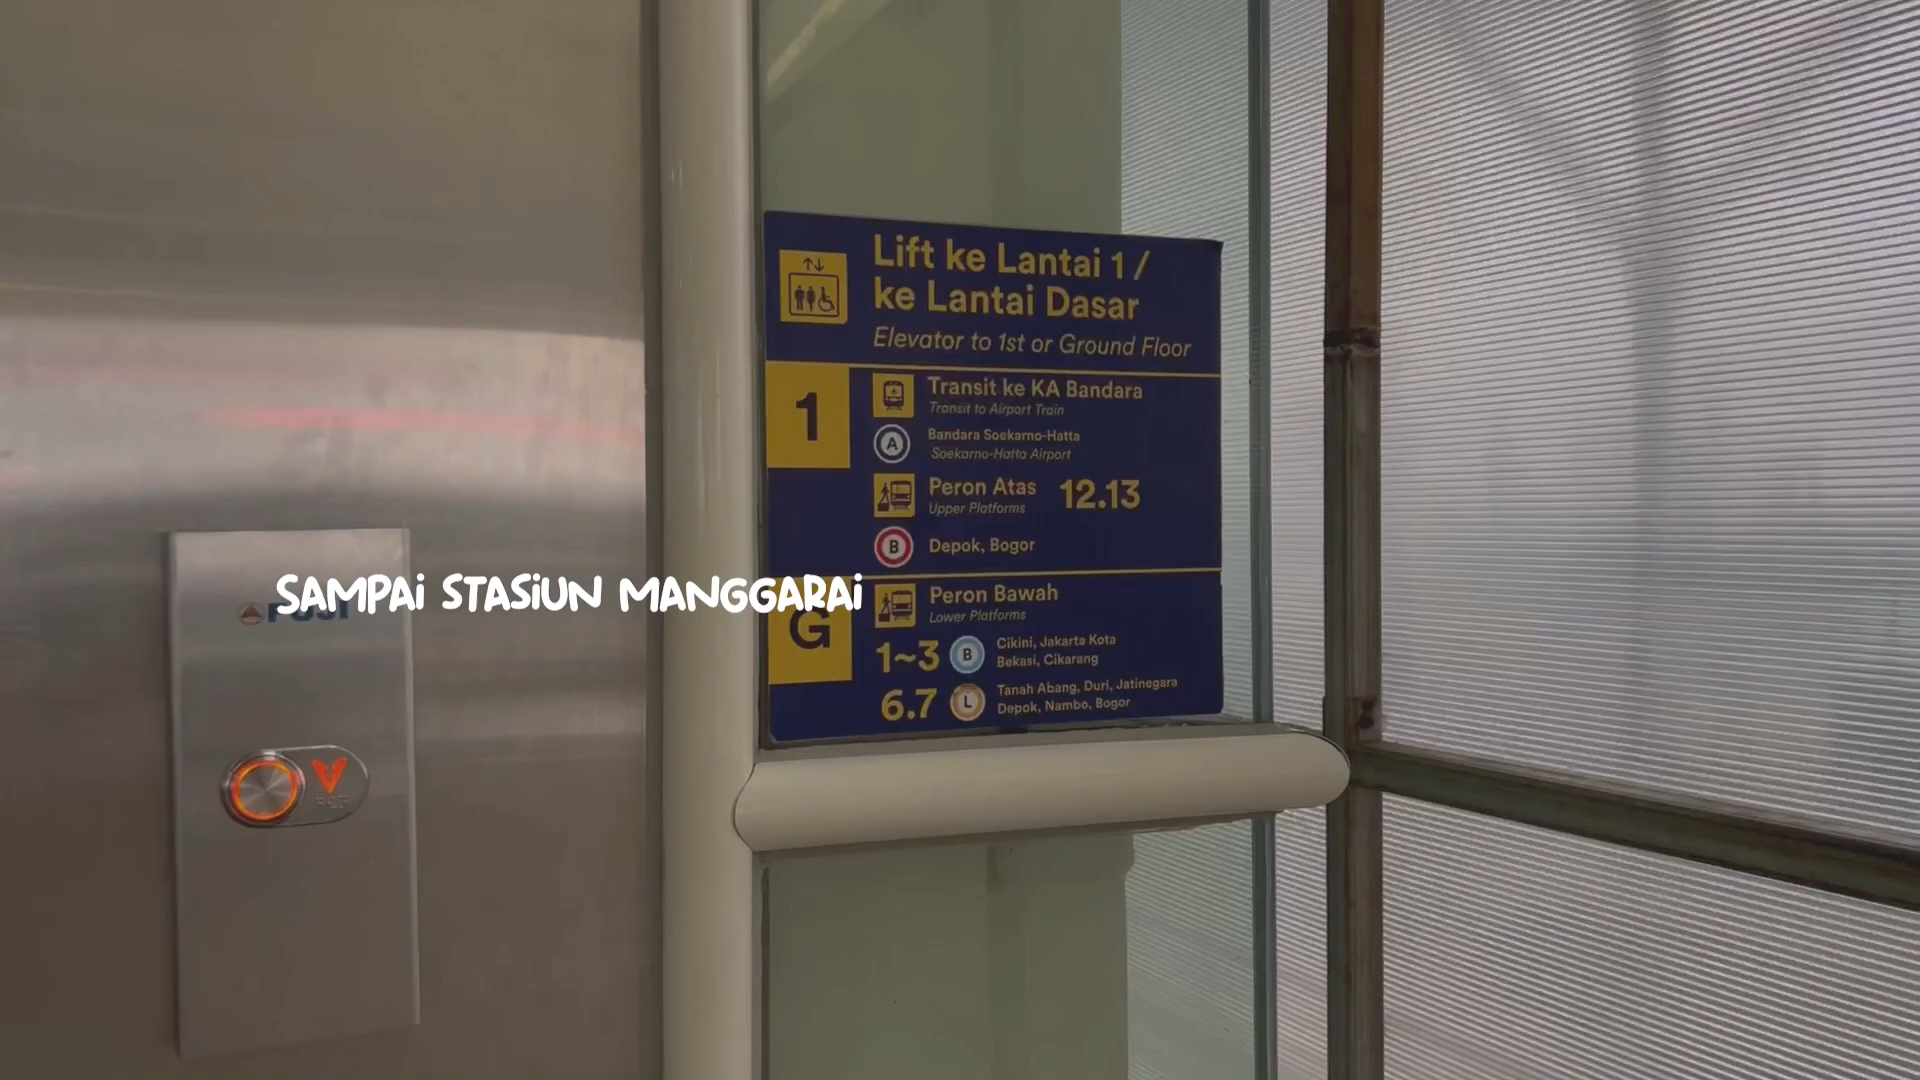 Lift ke Lantai 1 /
ke Lantai Dasar
Elevator to 1st or Ground Floor
1
Transit ke KA Bandara
Transit to Airport Train
A
Bandara Soekarno-Hatta
Soekarno-Hatta Airport
Peron Atas 12.13
Upper Platforms
B Depok, Bogor
SAMPAi STASiUN MANGGARAi
G
Peron Bawah
Lower Platforms
1~3 B Cikini, Jakarta Kota
Bekasi, Cikarang
6.7 L Tanah Abang, Duri, Jatinegara
Depok, Nambo, Bogor